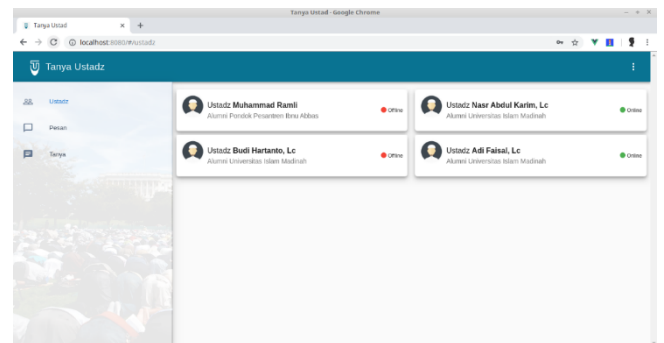 Tanya Ustad - Google Chrome
Tanya Ustad
localhost:8080/#/ustadz
Tanya Ustadz
Ustadz
Pesan
Tanya
Ustadz Muhammad Ramli
Alumni Pondok Pesantren Ibnu Abbas
Offline
Ustadz Nasr Abdul Karim, Lc
Alumni Universitas Islam Madinah
Online
Ustadz Budi Hartanto, Lc
Alumni Universitas Islam Madinah
Offline
Ustadz Adi Faisal, Lc
Alumni Universitas Islam Madinah
Online